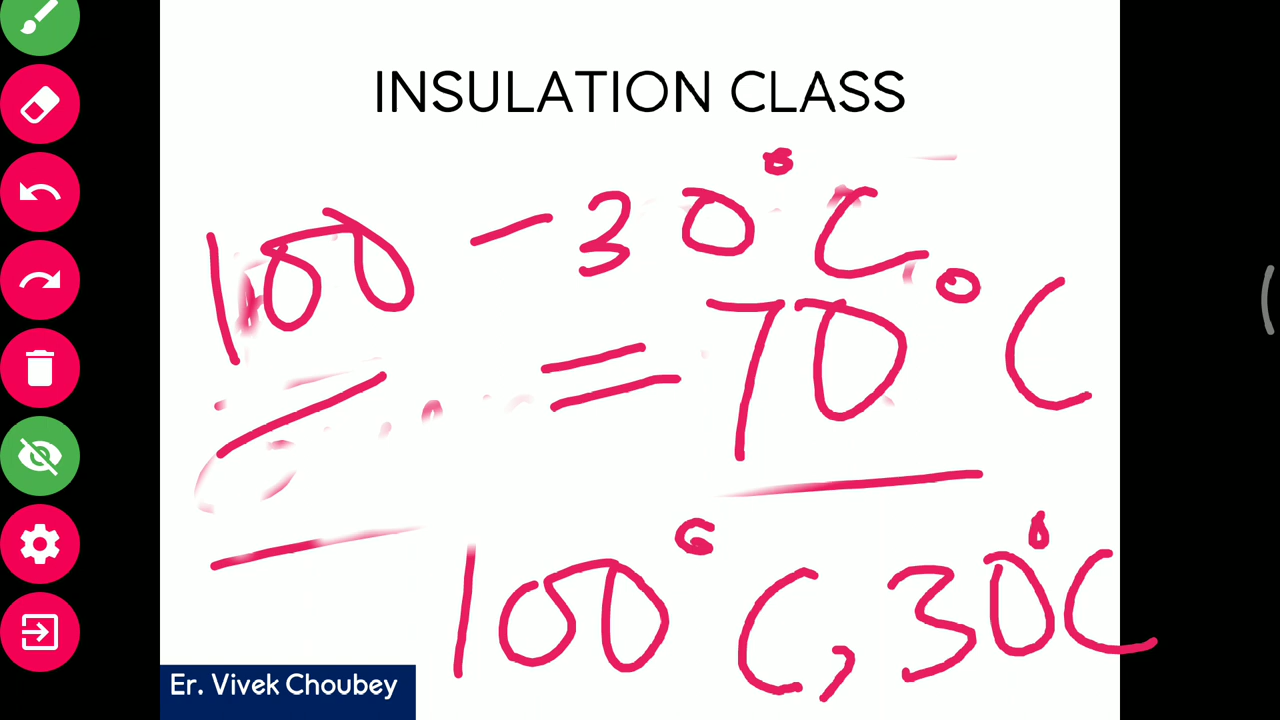 INSULATION CLASS
100 - 30°C
= 70°C
100°C, 30°C
Er. Vivek Choubey